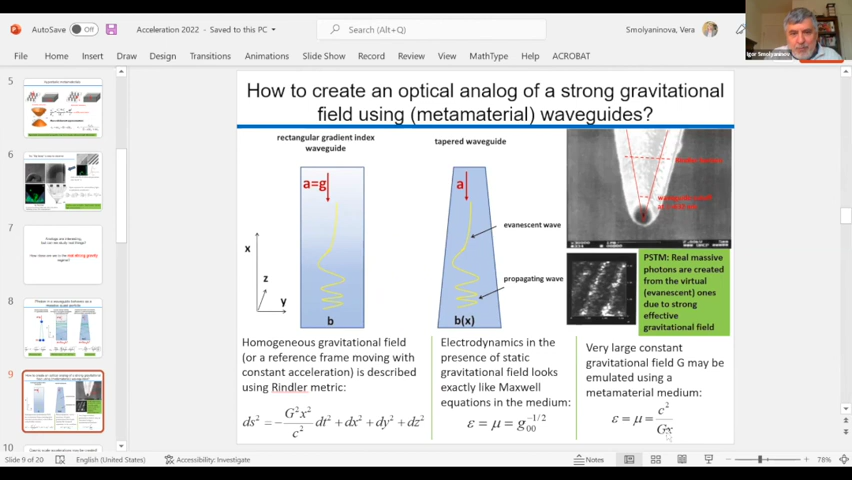 AutoSave
Off
Acceleration 2022 – Saved to this PC
Search (Alt+Q)
Smolyaninova, Vera
Igor Smolyaninov
File Home Insert Draw Design Transitions Animations Slide Show Record Review View MathType Help ACROBAT
5
6
7
8
9
10
How to create an optical analog of a strong gravitational
field using (metamaterial) waveguides?
rectangular gradient index
waveguide
tapered waveguide
a=g
a
x
z
y
b
b(x)
evanescent wave
propagating wave
PSTM: Real massive
photons are created
from the virtual
(evanescent) ones
due to strong
effective
gravitational field
Homogeneous gravitational field
(or a reference frame moving with
constant acceleration) is described
using Rindler metric:
ds² = −G²x²/c² dt² + dx² + dy² + dz²
Electrodynamics in the
presence of static
gravitational field looks
exactly like Maxwell
equations in the medium:
ε = μ = g₀₀^−1/2
Very large constant
gravitational field G may be
emulated using a
metamaterial medium:
ε = μ = c²/Gx
Slide 9 of 20
English (United States)
Accessibility: Investigate
Notes
76%